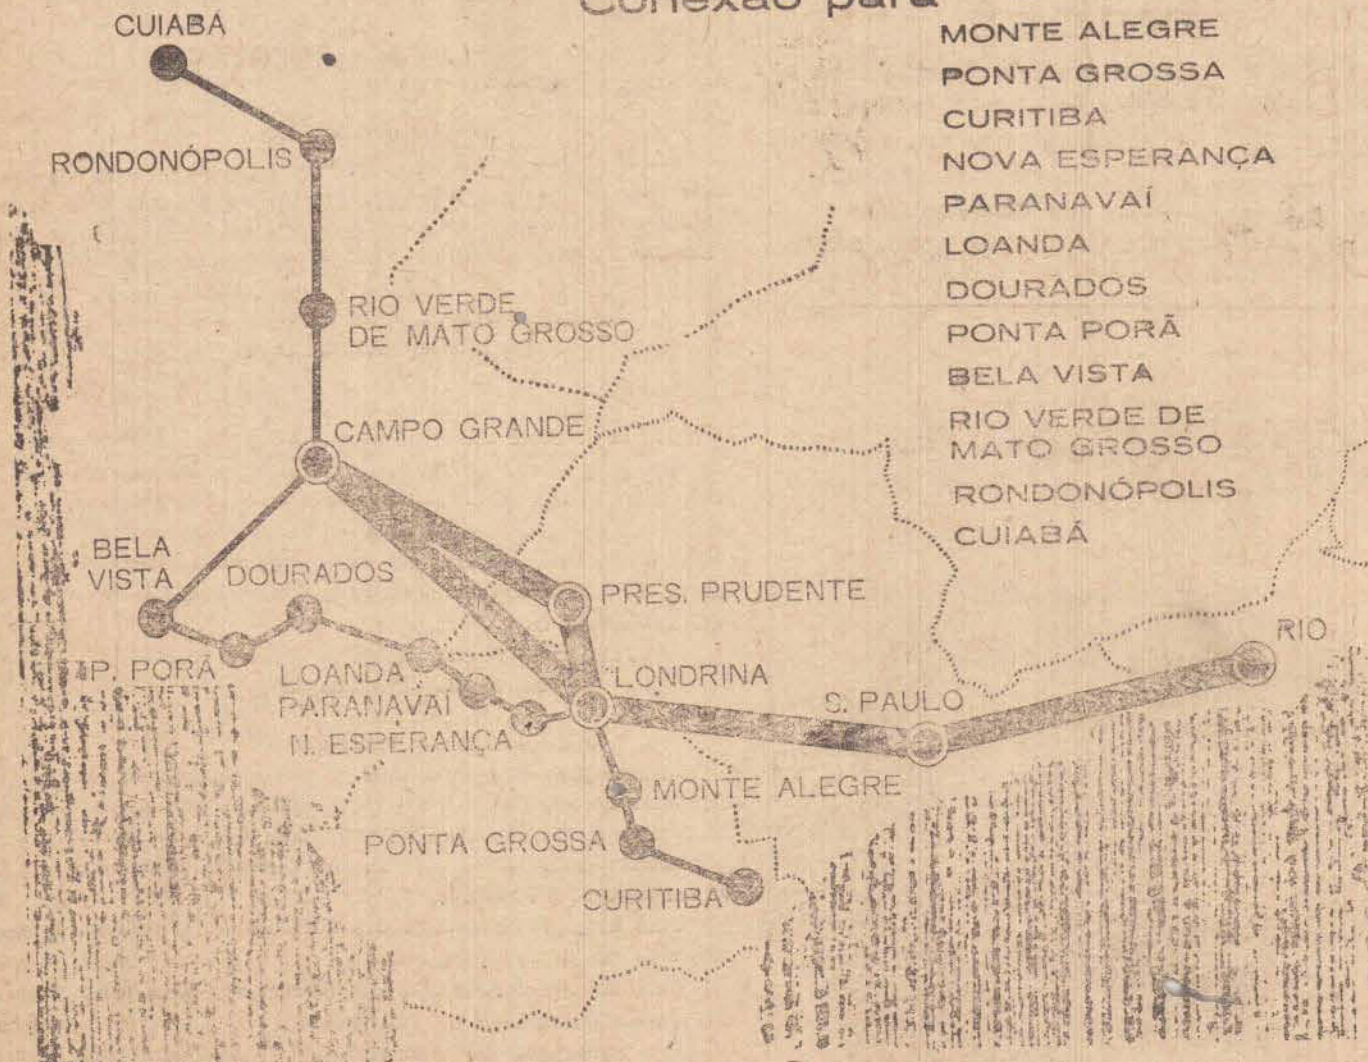 Conexão para
MONTE ALEGRE
PONTA GROSSA
CURITIBA
NOVA ESPERANÇA
PARANAVAÍ
LOANDA
DOURADOS
PONTA PORÃ
BELA VISTA
RIO VERDE DE
MATO GROSSO
RONDONÓPOLIS
CUIABÁ
CUIABÁ
RONDONÓPOLIS
RIO VERDE
DE MATO GROSSO
CAMPO GRANDE
BELA
VISTA
DOURADOS
PRES. PRUDENTE
RIO
P. PORÃ
LOANDA
LONDRINA
PARANAVAÍ
S. PAULO
N. ESPERANÇA
MONTE ALEGRE
PONTA GROSSA
CURITIBA